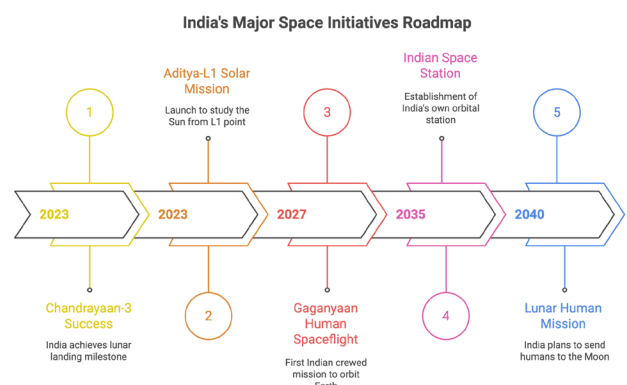 India's Major Space Initiatives Roadmap
1
Aditya-L1 Solar
Mission
Launch to study the
Sun from L1 point
3
Indian Space
Station
Establishment of
India's own orbital
station
5
2023
2023
2027
2035
2040
Chandrayaan-3
Success
India achieves lunar
landing milestone
2
Gaganyaan
Human
Spaceflight
First Indian crewed
mission to orbit
Earth
4
Lunar Human
Mission
India plans to send
humans to the Moon